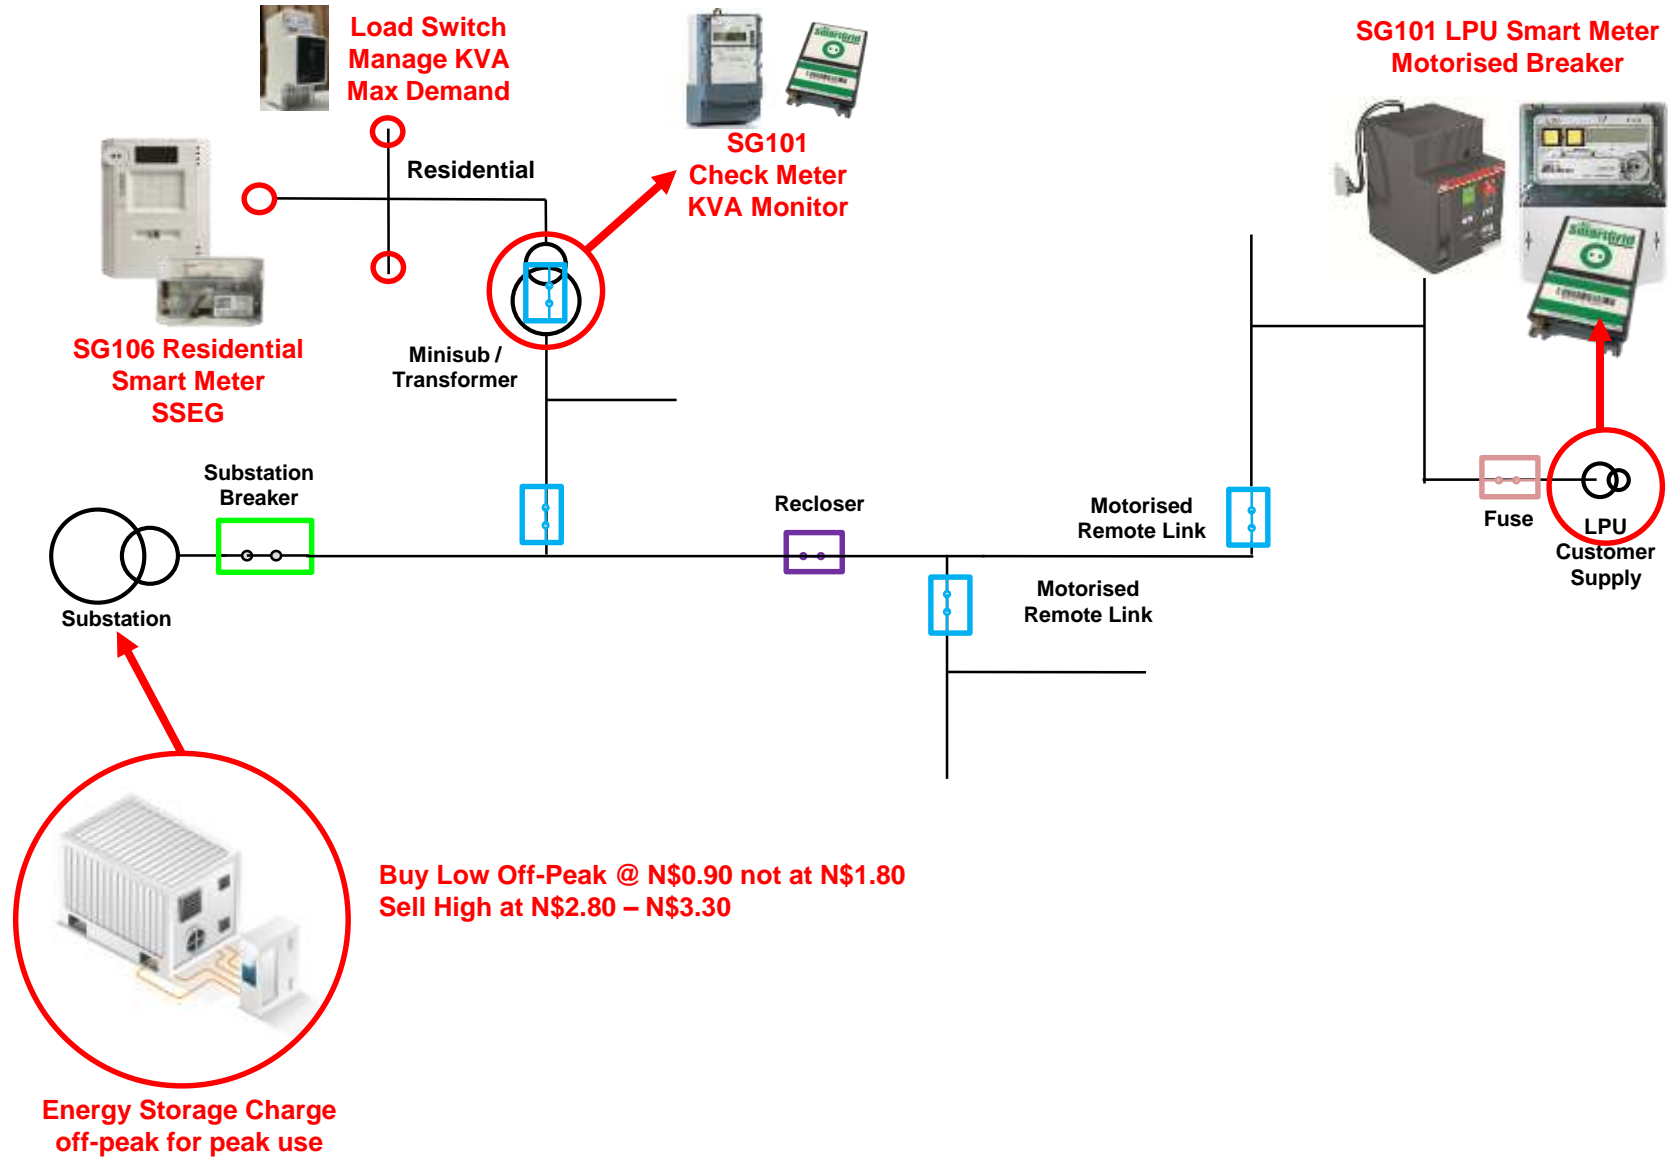 Load Switch
Manage KVA
Max Demand
SG101 LPU Smart Meter
Motorised Breaker
SmartGrid
SG101
Check Meter
KVA Monitor
Residential
SmartGrid
SG106 Residential
Smart Meter
SSEG
Minisub /
Transformer
Substation
Breaker
Recloser
Motorised
Remote Link
Fuse
LPU
Customer
Supply
Motorised
Remote Link
Substation
Buy Low Off-Peak @ N$0.90 not at N$1.80
Sell High at N$2.80 – N$3.30
Energy Storage Charge
off-peak for peak use